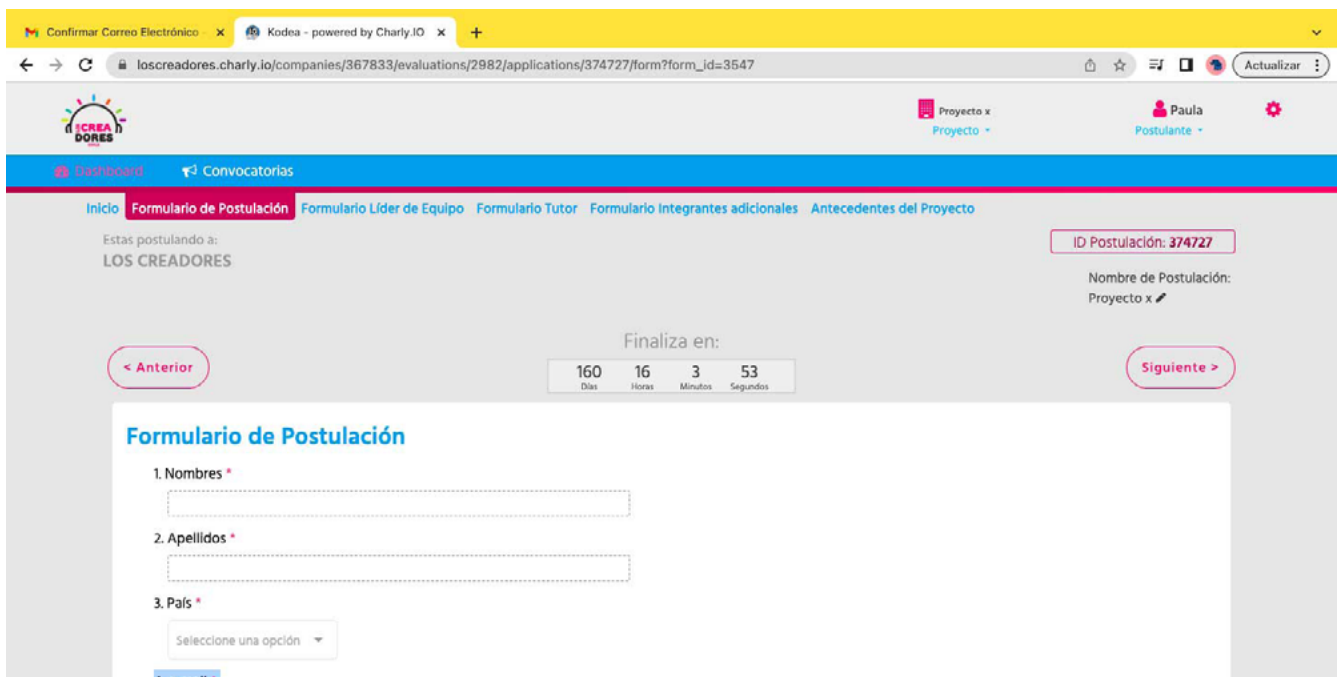 Confirmar Correo Electrónico
Kodea - powered by Charly.IO
loscreadores.charly.io/companies/367833/evaluations/2982/applications/374727/form?form_id=3547
Actualizar
CREA
DORES
Proyecto x
Proyecto
Paula
Postulante
Dashboard
Convocatorias
Inicio Formulario de Postulación Formulario Líder de Equipo Formulario Tutor Formulario Integrantes adicionales Antecedentes del Proyecto
Estas postulando a:
LOS CREADORES
ID Postulación: 374727
Nombre de Postulación:
Proyecto x
Finaliza en:
< Anterior
160 16 3 53
Días Horas Minutos Segundos
Siguiente >
Formulario de Postulación
1. Nombres *
2. Apellidos *
3. País *
Seleccione una opción